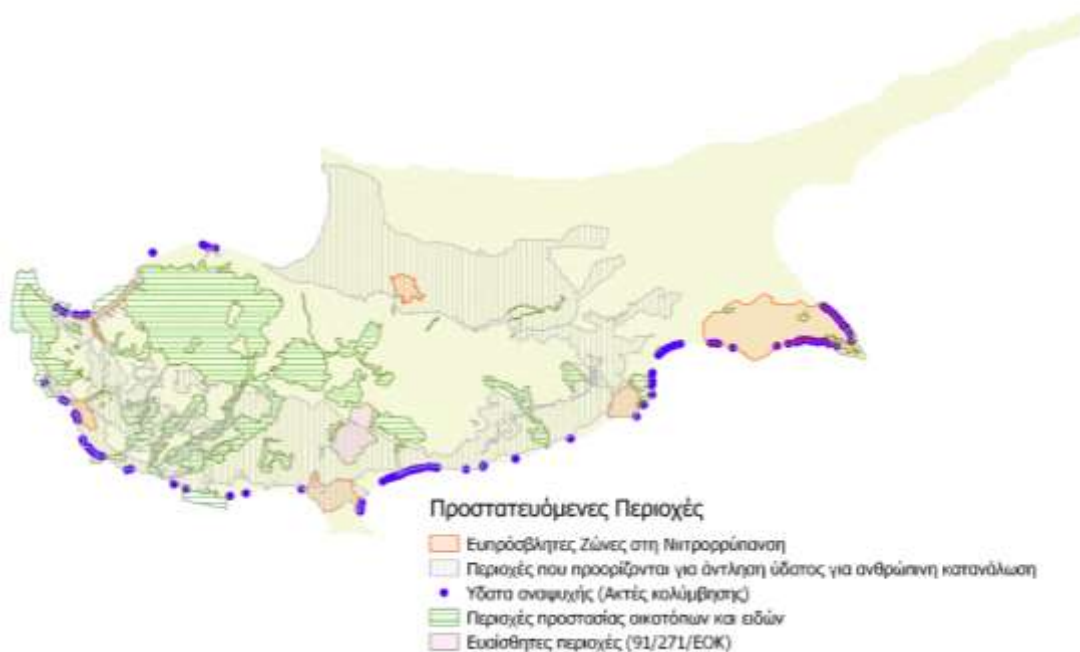 Προστατευόμενες Περιοχές
Ευπρόσβλητες Ζώνες στη Νιτρορρύπανση
Περιοχές που προορίζονται για άντληση ύδατος για ανθρώπινη κατανάλωση
Ύδατα αναψυχής (Ακτές κολύμβησης)
Περιοχές προστασίας οικοτόπων και ειδών
Ευαίσθητες περιοχές (91/271/ΕΟΚ)